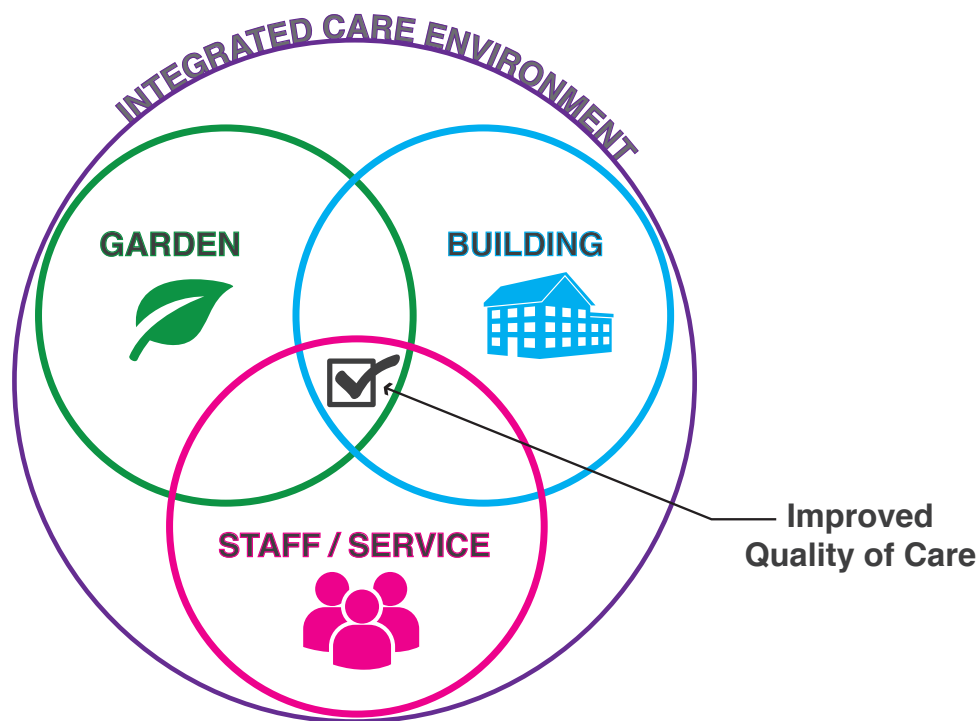 INTEGRATED CARE ENVIRONMENT
GARDEN
BUILDING
STAFF / SERVICE
Improved
Quality of Care